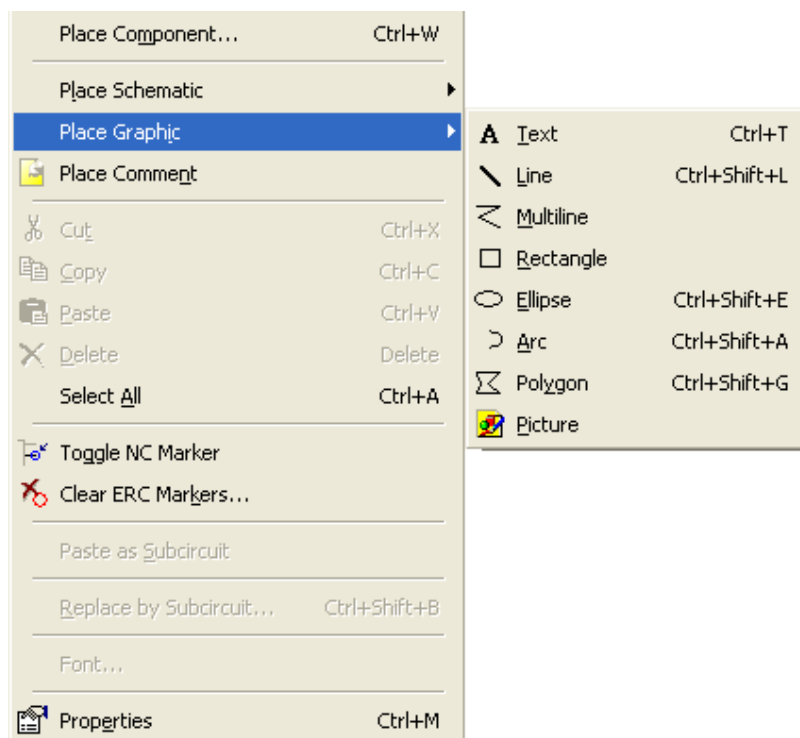 Place Component... Ctrl+W
Place Schematic
Place Graphic
Place Comment
Cut Ctrl+X
Copy Ctrl+C
Paste Ctrl+V
Delete Delete
Select All Ctrl+A
Toggle NC Marker
Clear ERC Markers...
Paste as Subcircuit
Replace by Subcircuit... Ctrl+Shift+B
Font...
Properties Ctrl+M
A Text Ctrl+T
Line Ctrl+Shift+L
Multiline
Rectangle
Ellipse Ctrl+Shift+E
Arc Ctrl+Shift+A
Polygon Ctrl+Shift+G
Picture